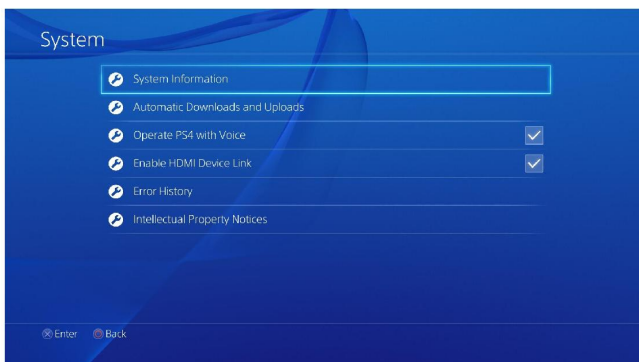 System
System Information
Automatic Downloads and Uploads
Operate PS4 with Voice
Enable HDMI Device Link
Error History
Intellectual Property Notices
Enter Back